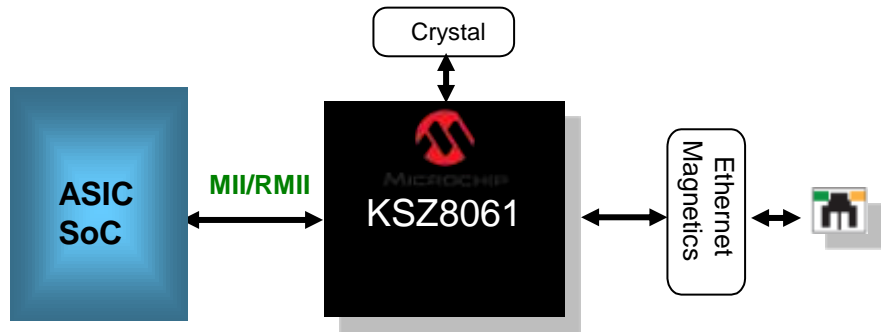 Crystal
ASIC
SoC
MII/RMII
MICROCHIP
KSZ8061
Ethernet
Magnetics